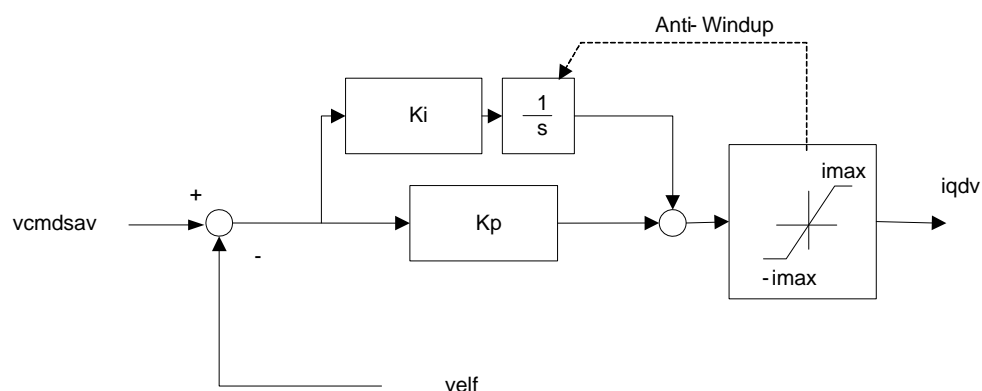 Anti- Windup
Ki
1
s
+
imax
iqdv
vcmdsav
Kp
-
-imax
velf